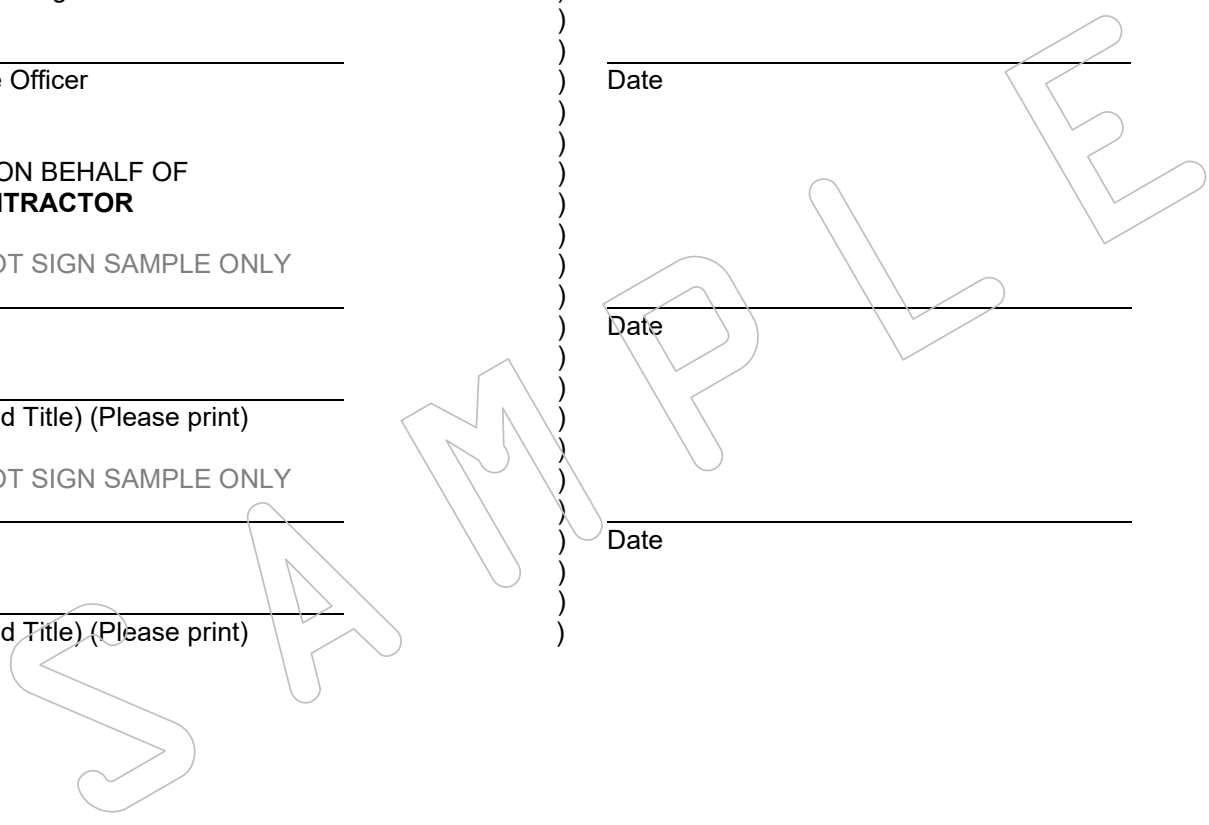 )
)
Officer ) Date
)
)
ON BEHALF OF )
)
)
OT SIGN SAMPLE ONLY )
)
) Date
)
)
d Title) (Please print) )
)
OT SIGN SAMPLE ONLY )
)
) Date
)
)
d Title) (Please print) )
SAMPLE